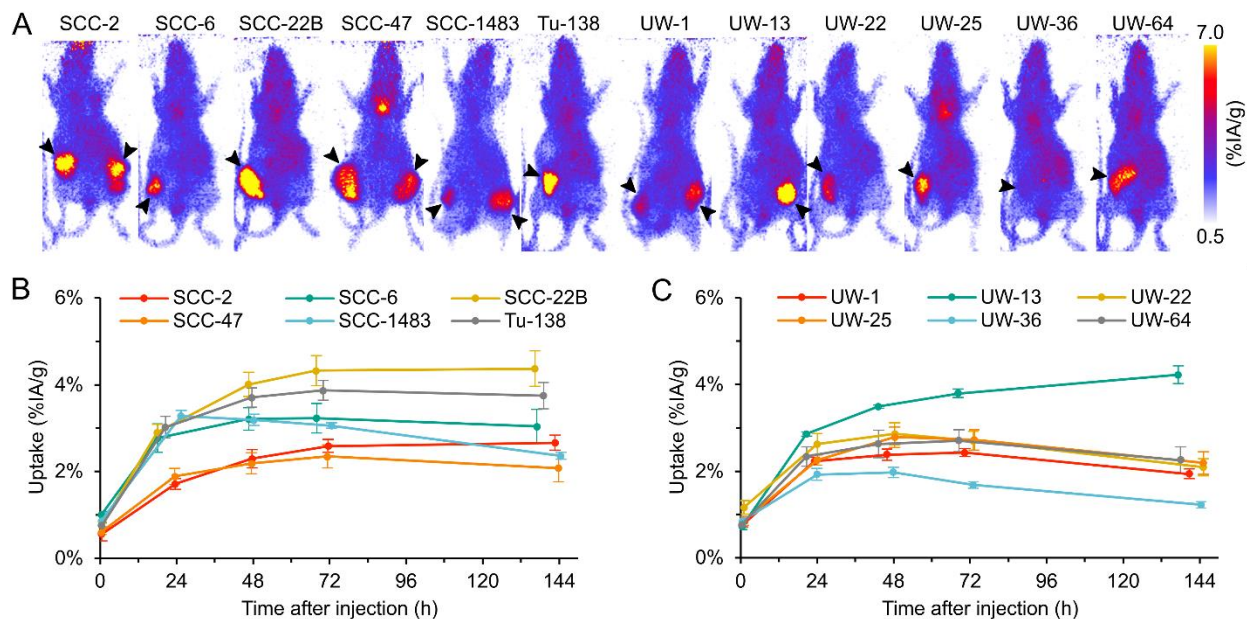 A
SCC-2 SCC-6 SCC-22B SCC-47 SCC-1483 Tu-138 UW-1 UW-13 UW-22 UW-25 UW-36 UW-64
7.0
(%IA/g)
0.5
B
SCC-2 SCC-6 SCC-22B
SCC-47 SCC-1483 Tu-138
6%
4%
2%
0%
Uptake (%IA/g)
0 24 48 72 96 120 144
Time after injection (h)
C
UW-1 UW-13 UW-22
UW-25 UW-36 UW-64
6%
4%
2%
0%
Uptake (%IA/g)
0 24 48 72 96 120 144
Time after injection (h)